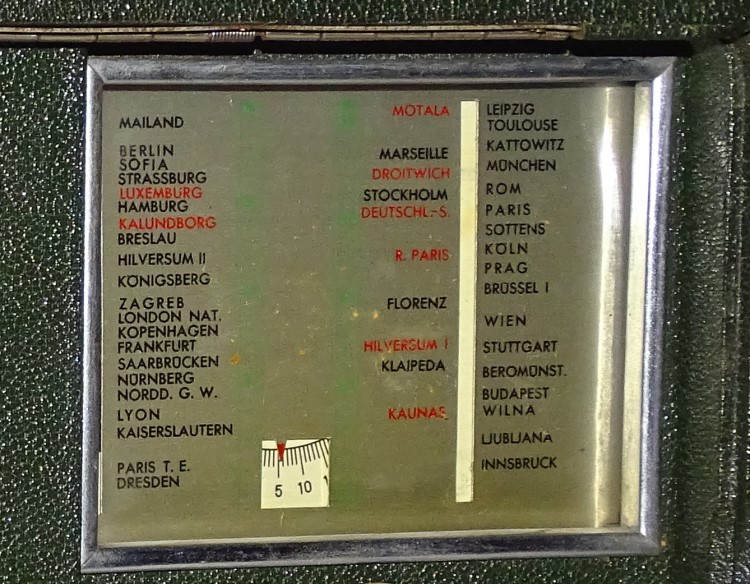 MAILAND
BERLIN
SOFIA
STRASSBURG
LUXEMBURG
HAMBURG
KALUNDBORG
BRESLAU
HILVERSUM II
KÖNIGSBERG
ZAGREB
LONDON NAT.
KOPENHAGEN
FRANKFURT
SAARBRÜCKEN
NÜRNBERG
NORDD. G. W.
LYON
KAISERSLAUTERN
PARIS T. E.
DRESDEN
5 10
MOTALA
MARSEILLE
DROITWICH
STOCKHOLM
DEUTSCHL.-S.
R. PARIS
FLORENZ
HILVERSUM I
KLAIPEDA
KAUNAS
LEIPZIG
TOULOUSE
KATTOWITZ
MÜNCHEN
ROM
PARIS
SOTTENS
KÖLN
PRAG
BRÜSSEL I
WIEN
STUTTGART
BEROMÜNST.
BUDAPEST
WILNA
LJUBLJANA
INNSBRUCK